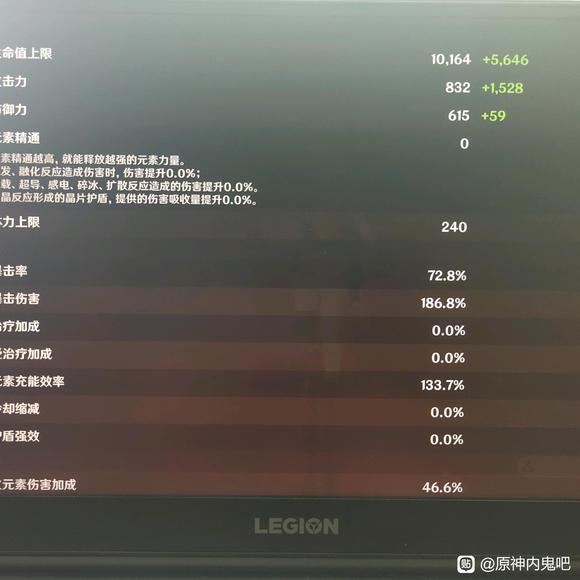 命值上限 10,164 +5,646
击力 832 +1,528
御力 615 +59
素精通 0
素精通越高，就能释放越强的元素力量。
发、融化反应造成伤害时，伤害提升0.0%；
载、超导、感电、碎冰、扩散反应造成的伤害提升0.0%。
晶反应形成的晶片护盾，提供的伤害吸收量提升0.0%。
力上限 240
击率 72.8%
击伤害 186.8%
疗加成 0.0%
治疗加成 0.0%
元素充能效率 133.7%
却缩减 0.0%
盾强效 0.0%
元素伤害加成 46.6%
LEGION
贴 @原神内鬼吧